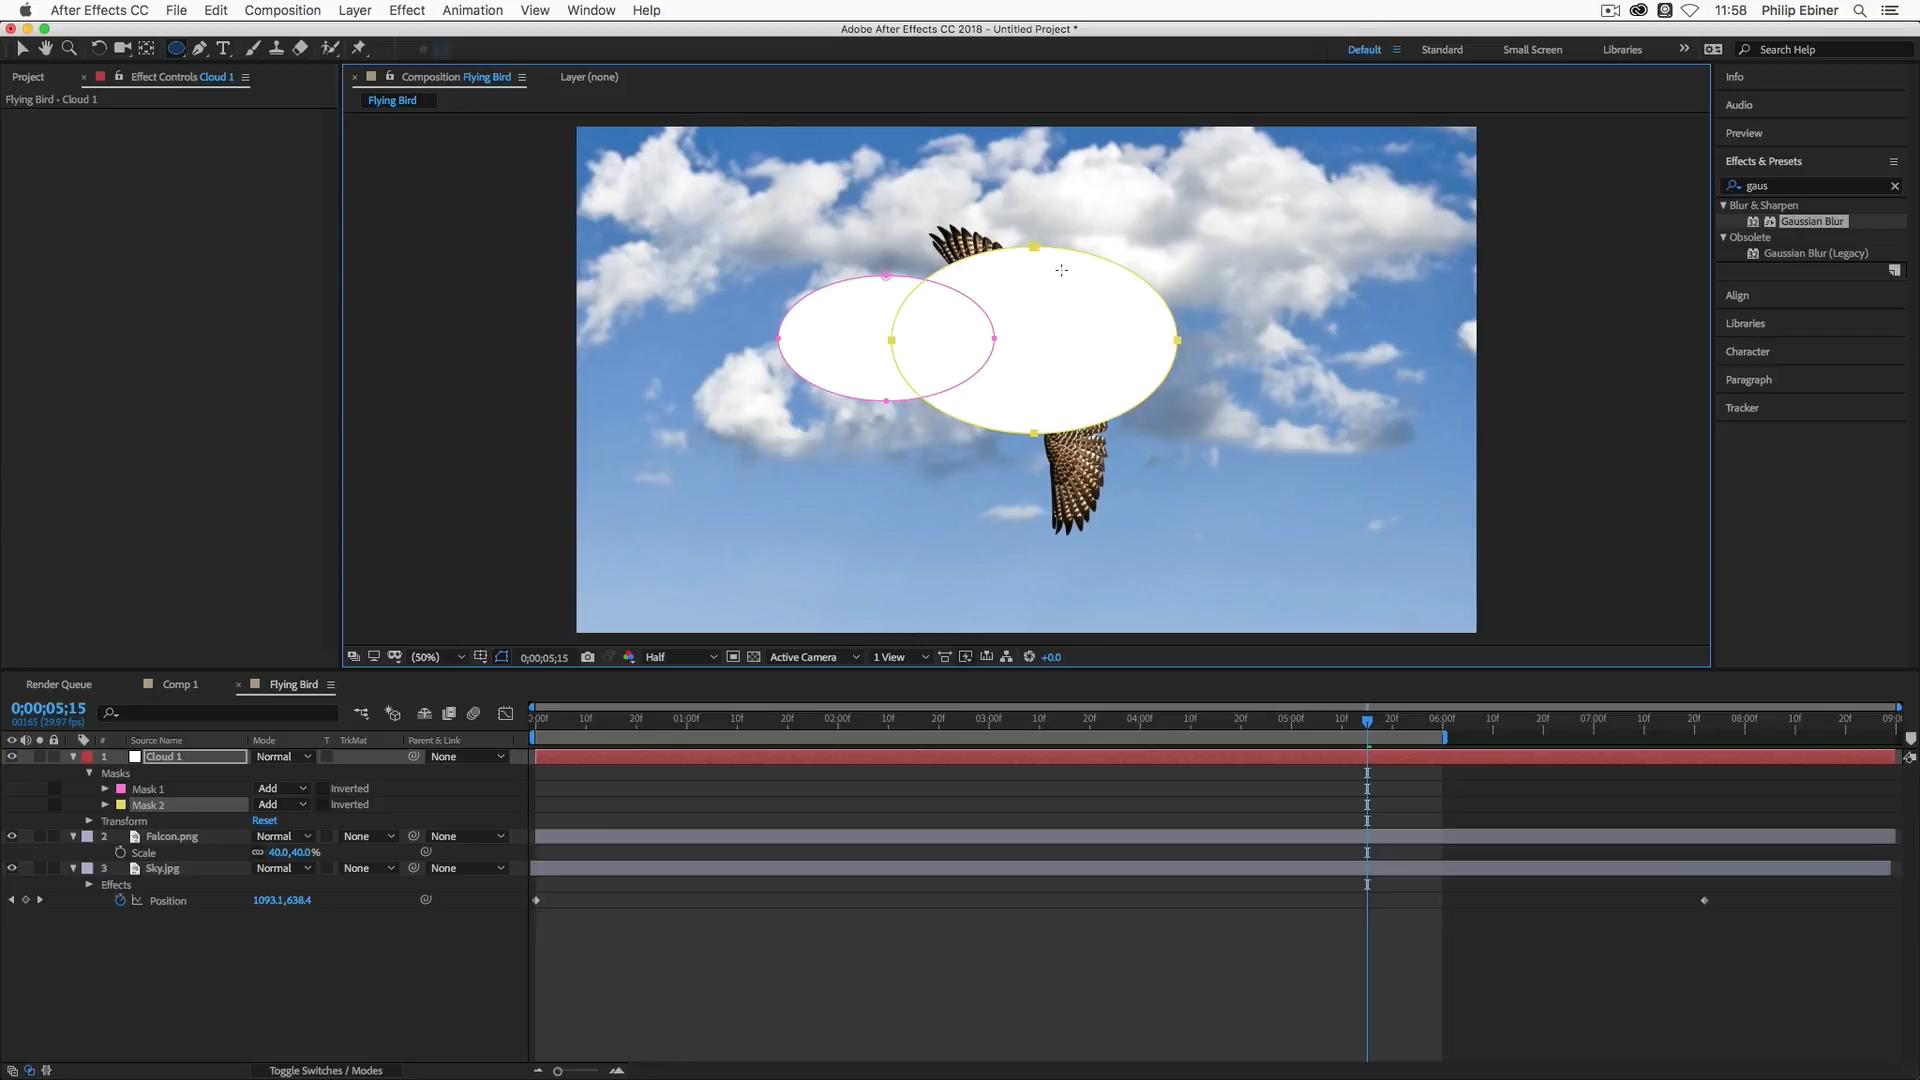 After Effects CC File Edit Composition Layer Effect Animation View Window Help 11:58 Philip Ebiner
Adobe After Effects CC 2018 - Untitled Project *
Default Standard Small Screen Libraries Search Help
Project Effect Controls Cloud 1 Composition Flying Bird Layer (none) Info
Flying Bird • Cloud 1
Flying Bird
Audio
Preview
Effects & Presets
gaus
Blur & Sharpen
Gaussian Blur
Obsolete
Gaussian Blur (Legacy)
Align
Libraries
Character
Paragraph
Tracker
(50%) 0;00;05;15 Half Active Camera 1 View +0.0
Render Queue Comp 1 Flying Bird
0;00;05;15
00165 (29.97 fps)
0:00f 10f 20f 01:00f 10f 20f 02:00f 10f 20f 03:00f 10f 20f 04:00f 10f 20f 05:00f 10f 20f 06:00f 10f 20f 07:00f 10f 20f 08:00f 10f 20f 09:0
# Source Name Mode T TrkMat Parent & Link
1 Cloud 1 Normal None
Masks
Mask 1 Add Inverted
Mask 2 Add Inverted
Transform Reset
2 Falcon.png Normal None None
Scale 40.0,40.0%
3 Sky.jpg Normal None None
Effects
Position 1093.1,638.4
Toggle Switches / Modes